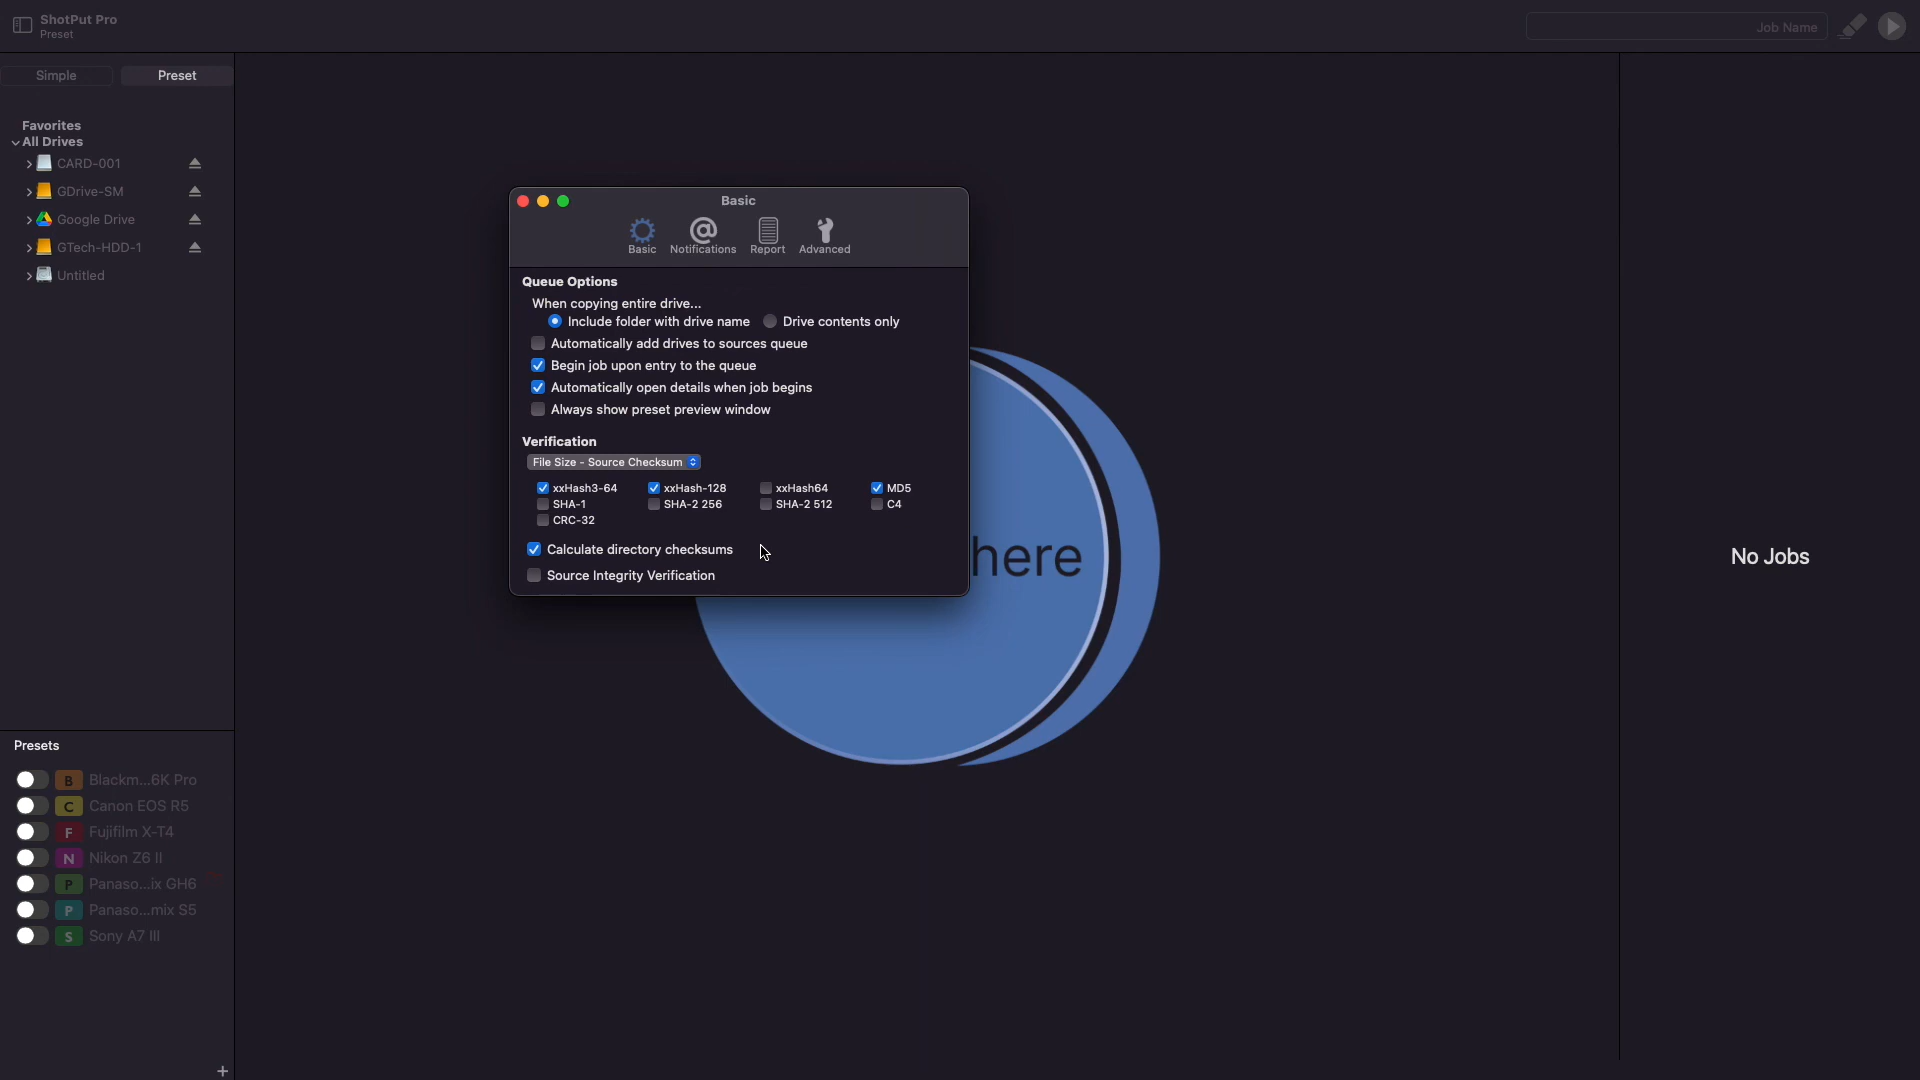 ShotPut Pro
Preset
Job Name
Simple
Preset
Favorites
All Drives
CARD-001
GDrive-SM
Google Drive
GTech-HDD-1
Untitled
Basic
Basic
Notifications
Report
Advanced
Queue Options
When copying entire drive...
Include folder with drive name
Drive contents only
Automatically add drives to sources queue
Begin job upon entry to the queue
Automatically open details when job begins
Always show preset preview window
Verification
File Size - Source Checksum
xxHash3-64
xxHash-128
xxHash64
MD5
SHA-1
SHA-2 256
SHA-2 512
C4
CRC-32
Calculate directory checksums
Source Integrity Verification
here
No Jobs
Presets
B Blackm...6K Pro
C Canon EOS R5
F Fujifilm X-T4
N Nikon Z6 II
P Panaso...ix GH6
P Panaso...mix S5
S Sony A7 III